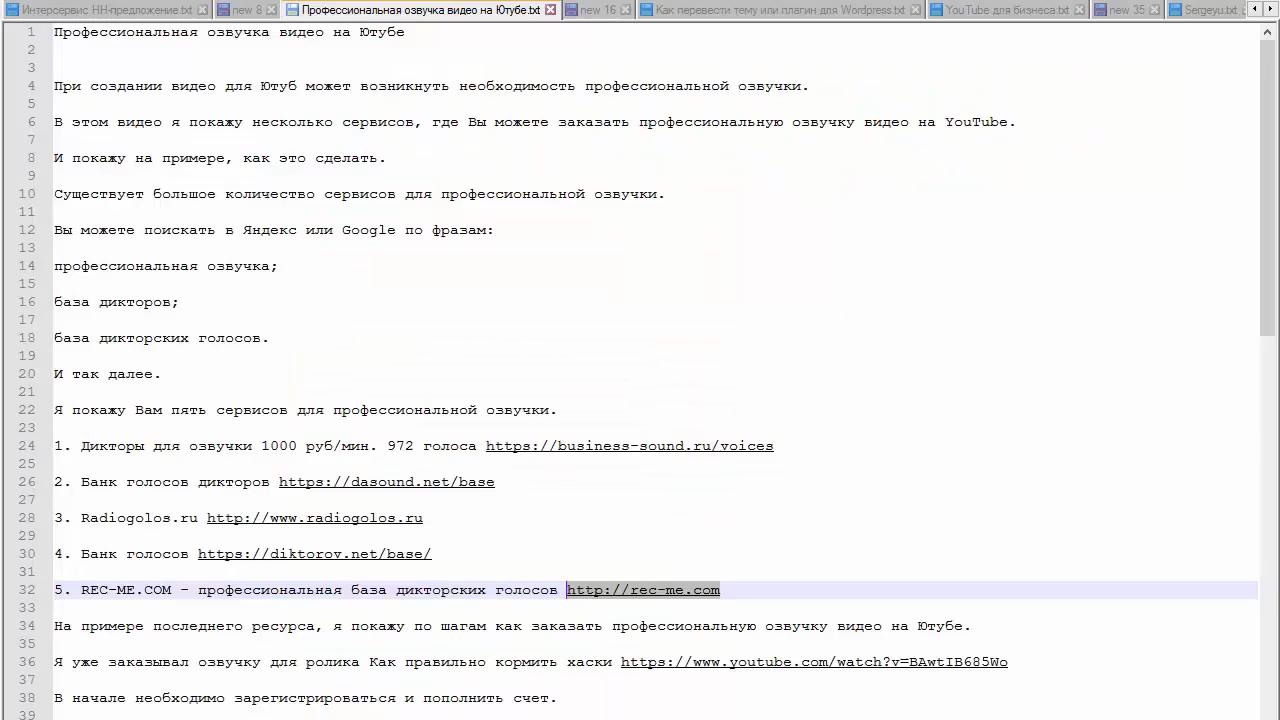 Интерсервис НН-предложение.txt new 8 Профессиональная озвучка видео на Ютубе.txt new 16 Как перевести тему или плагин для Wordpress.txt YouTube для бизнеса.txt new 35 Sergeyu.txt
1 Профессиональная озвучка видео на Ютубе
2
3
4 При создании видео для Ютуб может возникнуть необходимость профессиональной озвучки.
5
6 В этом видео я покажу несколько сервисов, где Вы можете заказать профессиональную озвучку видео на YouTube.
7
8 И покажу на примере, как это сделать.
9
10 Существует большое количество сервисов для профессиональной озвучки.
11
12 Вы можете поискать в Яндекс или Google по фразам:
13
14 профессиональная озвучка;
15
16 база дикторов;
17
18 база дикторских голосов.
19
20 И так далее.
21
22 Я покажу Вам пять сервисов для профессиональной озвучки.
23
24 1. Дикторы для озвучки 1000 руб/мин. 972 голоса https://business-sound.ru/voices
25
26 2. Банк голосов дикторов https://dasound.net/base
27
28 3. Radiogolos.ru http://www.radiogolos.ru
29
30 4. Банк голосов https://diktorov.net/base/
31
32 5. REC-ME.COM - профессиональная база дикторских голосов http://rec-me.com
33
34 На примере последнего ресурса, я покажу по шагам как заказать профессиональную озвучку видео на Ютубе.
35
36 Я уже заказывал озвучку для ролика Как правильно кормить хаски https://www.youtube.com/watch?v=BAwtIB685Wo
37
38 В начале необходимо зарегистрироваться и пополнить счет.
39